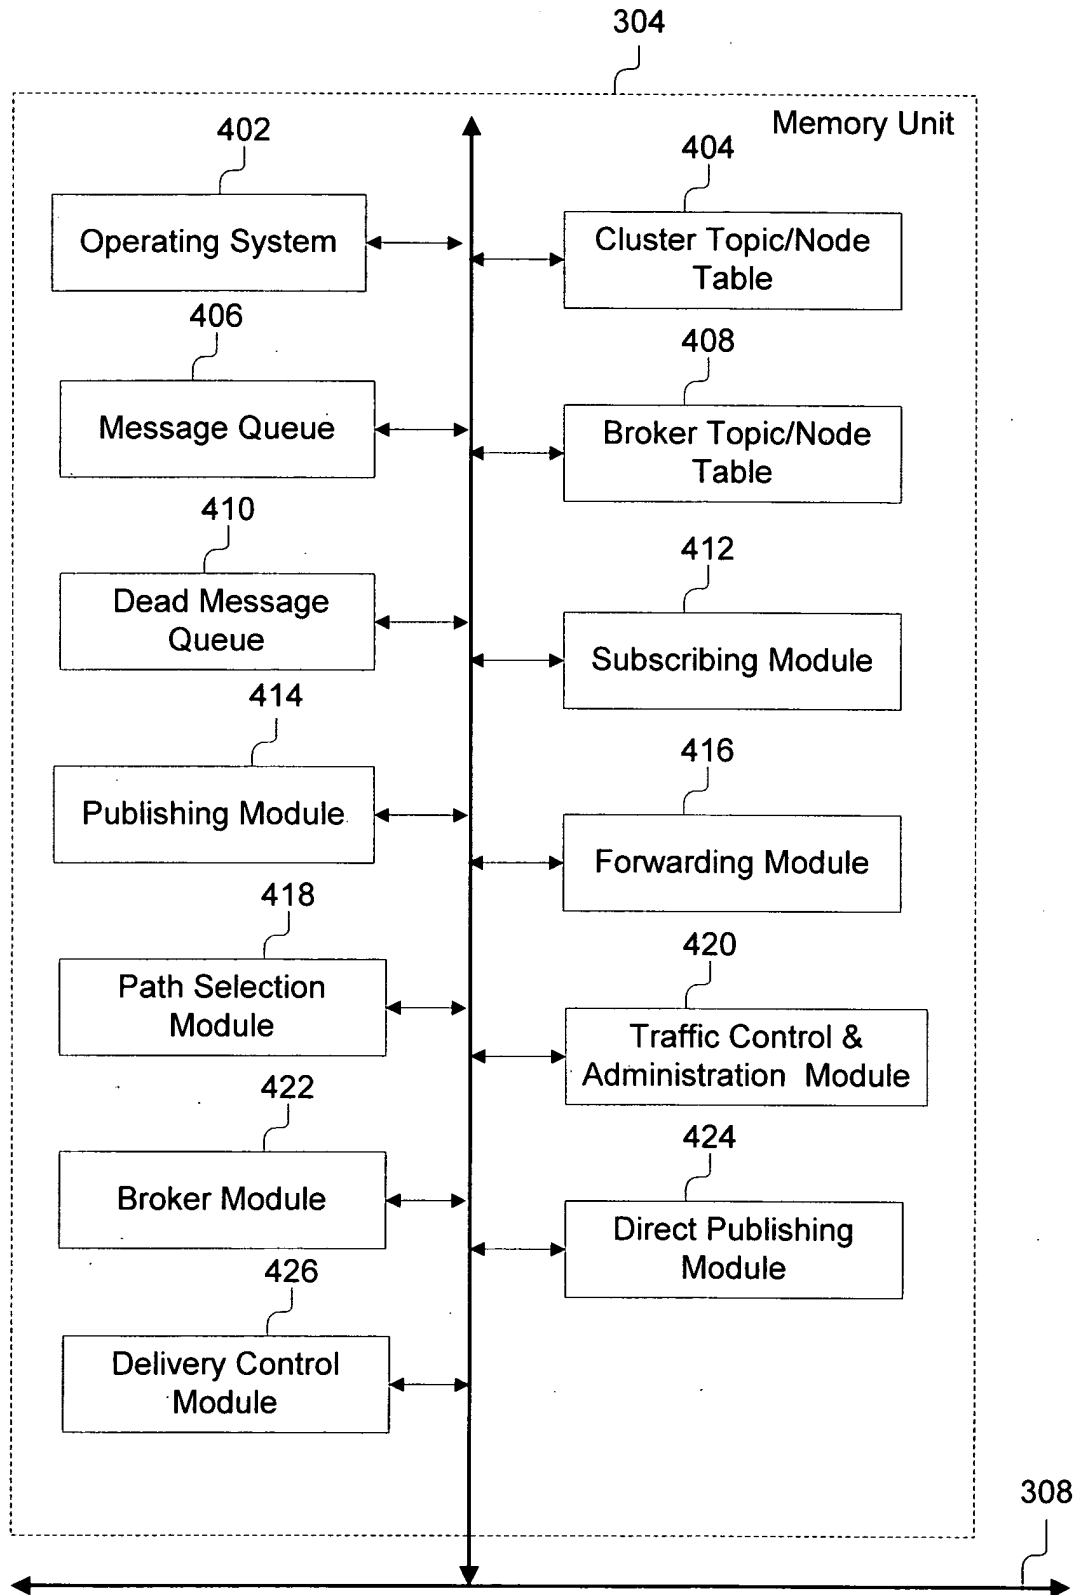 304
Memory Unit
402
Operating System
404
Cluster Topic/Node
Table
406
Message Queue
408
Broker Topic/Node
Table
410
Dead Message
Queue
412
Subscribing Module
414
Publishing Module
416
Forwarding Module
418
Path Selection
Module
420
Traffic Control &
Administration Module
422
Broker Module
424
Direct Publishing
Module
426
Delivery Control
Module
308